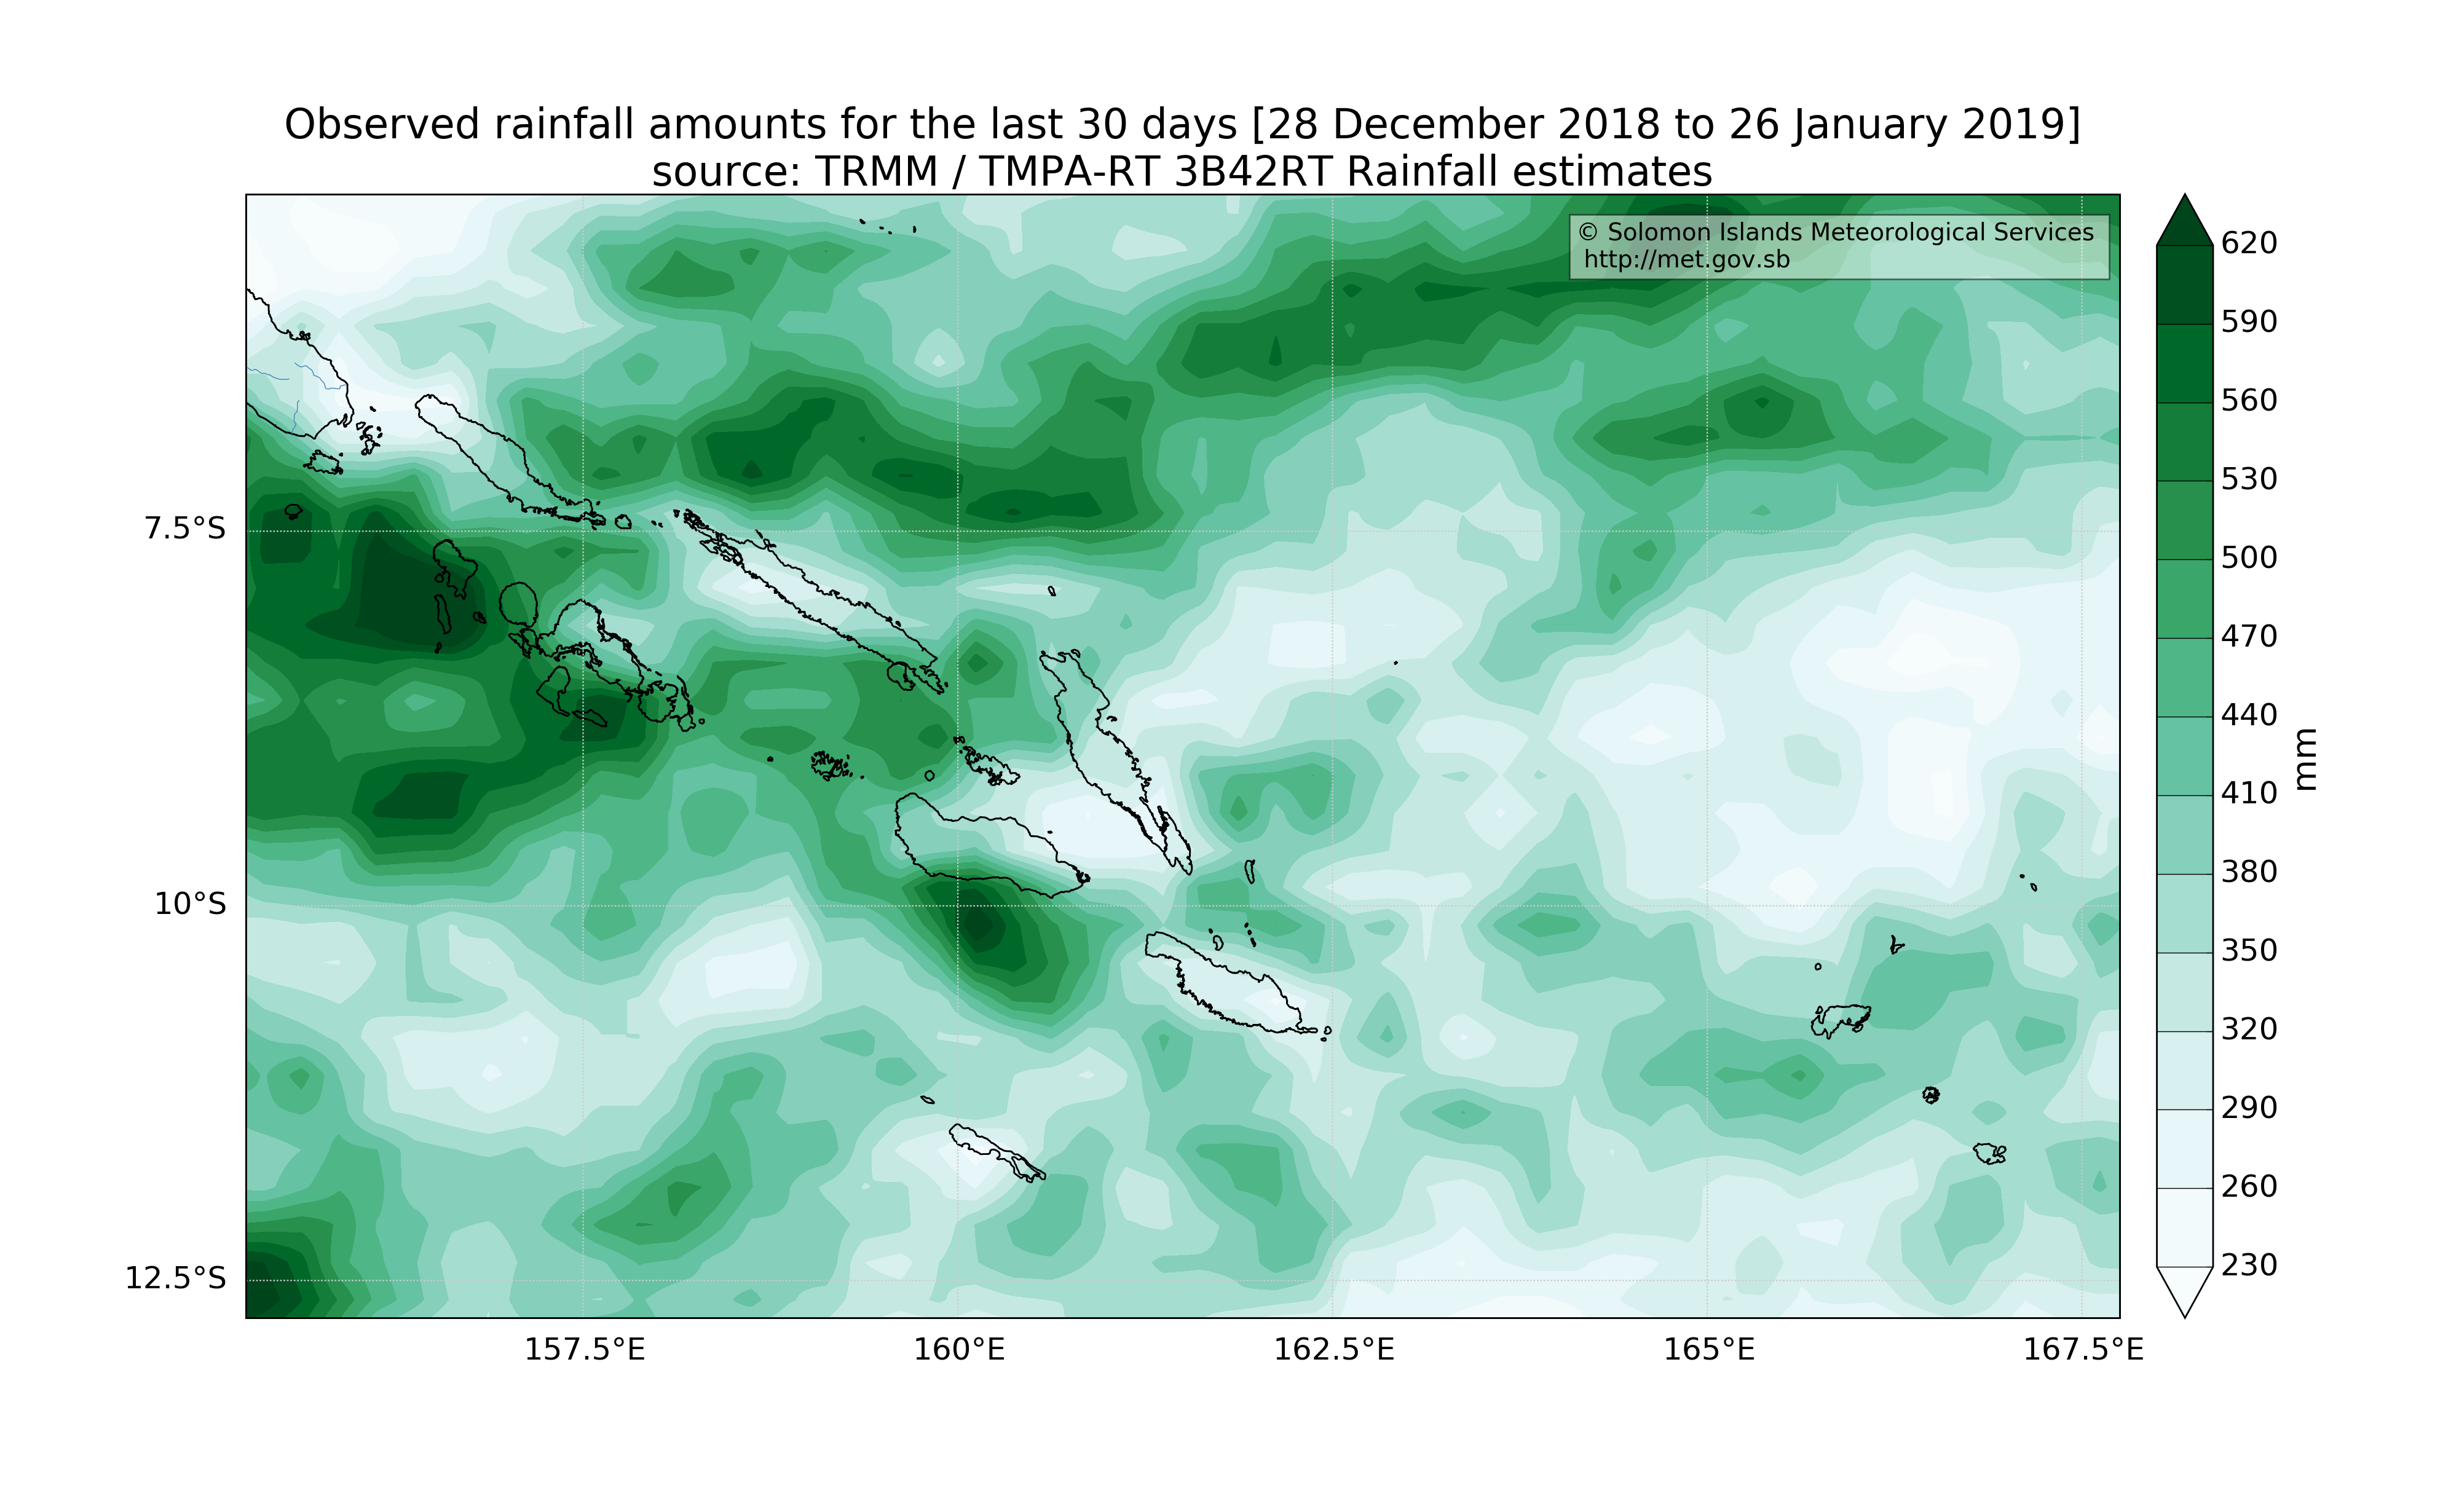 Observed rainfall amounts for the last 30 days [28 December 2018 to 26 January 2019]
source: TRMM / TMPA-RT 3B42RT Rainfall estimates
© Solomon Islands Meteorological Services
http://met.gov.sb
7.5°S
10°S
12.5°S
157.5°E
160°E
162.5°E
165°E
167.5°E
620
590
560
530
500
470
440
410
380
350
320
290
260
230
mm